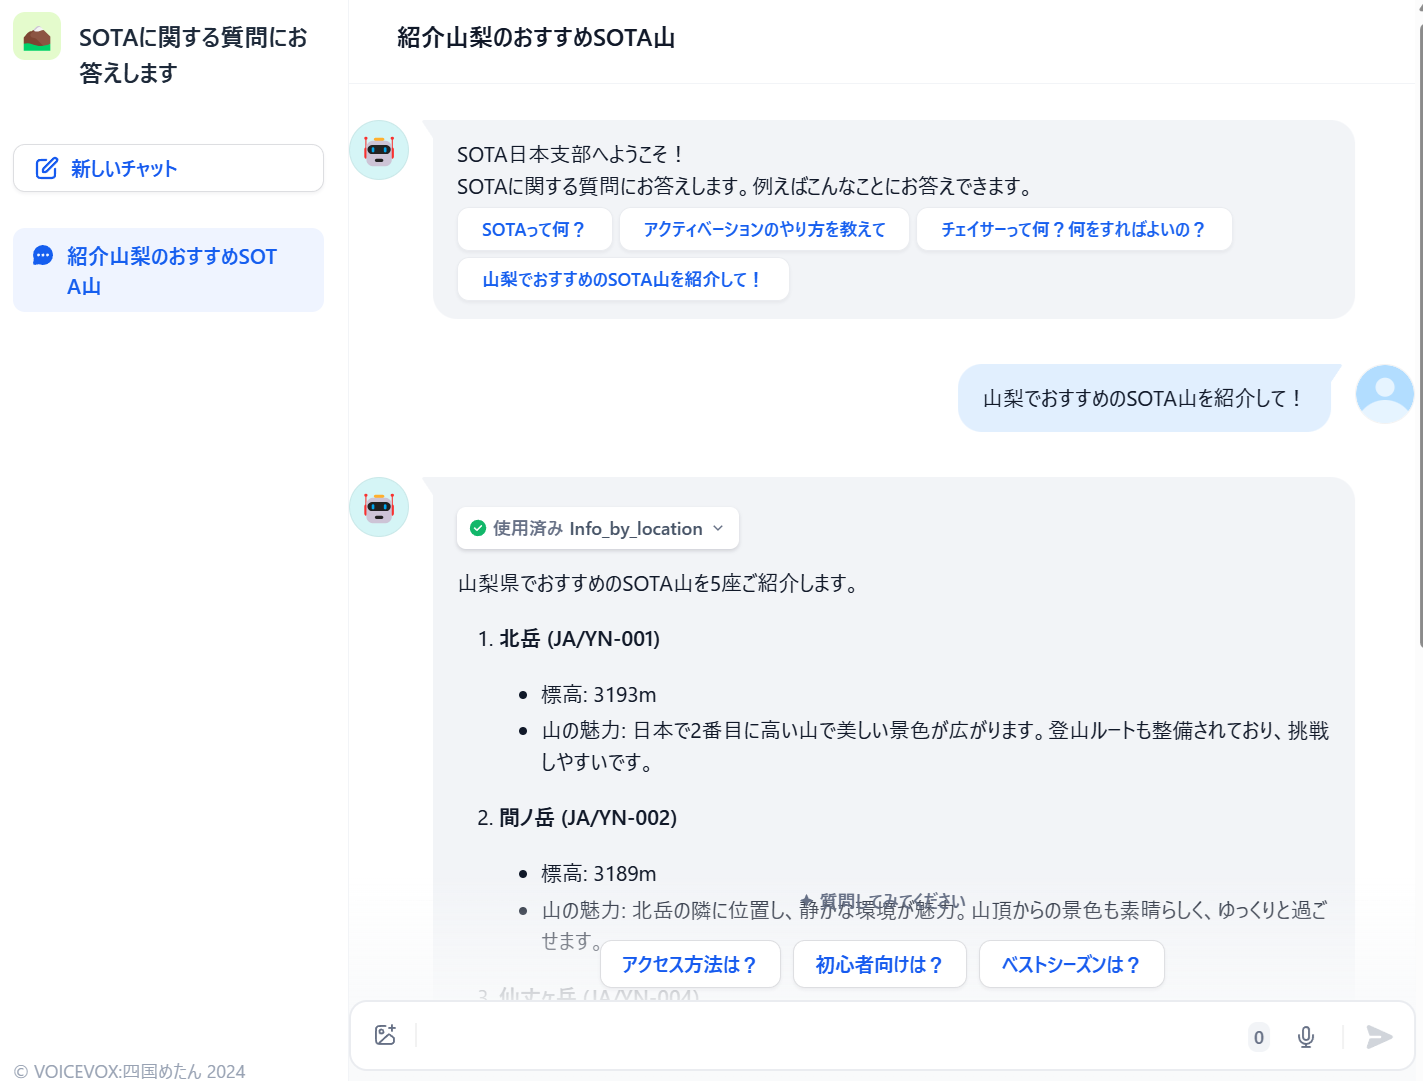 SOTAに関する質問にお
答えします
新しいチャット
紹介山梨のおすすめSOT
A山
© VOICEVOX:四国めたん 2024
紹介山梨のおすすめSOTA山
SOTA日本支部へようこそ！
SOTAに関する質問にお答えします。例えばこんなことにお答えできます。
SOTAって何？
アクティベーションのやり方を教えて
チェイサーって何？何をすればよいの？
山梨でおすすめのSOTA山を紹介して！
山梨でおすすめのSOTA山を紹介して！
使用済み Info_by_location
山梨県でおすすめのSOTA山を5座ご紹介します。
1. 北岳 (JA/YN-001)
• 標高: 3193m
• 山の魅力: 日本で2番目に高い山で美しい景色が広がります。登山ルートも整備されており、挑戦
しやすいです。
2. 間ノ岳 (JA/YN-002)
• 標高: 3189m
質問してみてください
• 山の魅力: 北岳の隣に位置し、静かな環境が魅力。山頂からの景色も素晴らしく、ゆっくりと過ご
せます。
アクセス方法は？
初心者向けは？
ベストシーズンは？
3. 仙丈ヶ岳 (JA/YN-004)
0